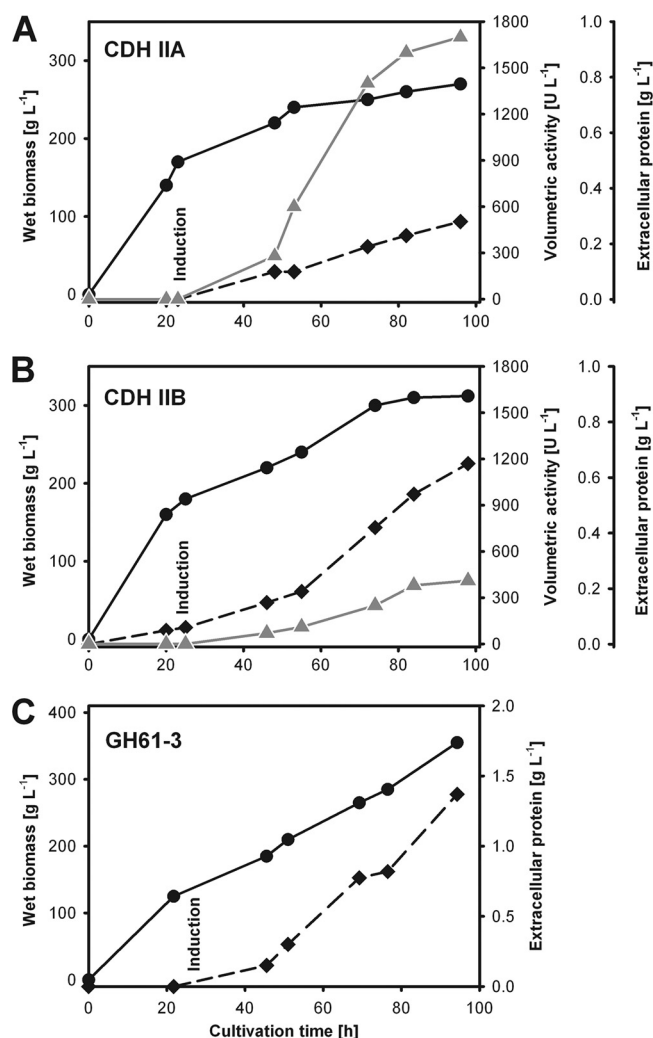 A
CDH IIA
Wet biomass [g L⁻¹]
300
200
100
0
Induction
0 20 40 60 80 100
1800
1500
1200
900
600
300
0
Volumetric activity [U L⁻¹]
1.0
0.8
0.6
0.4
0.2
0.0
Extracellular protein [g L⁻¹]
B
CDH IIB
Wet biomass [g L⁻¹]
300
200
100
0
Induction
0 20 40 60 80 100
1800
1500
1200
900
600
300
0
Volumetric activity [U L⁻¹]
1.0
0.8
0.6
0.4
0.2
0.0
Extracellular protein [g L⁻¹]
C
GH61-3
Wet biomass [g L⁻¹]
400
300
200
100
0
Induction
0 20 40 60 80 100
Cultivation time [h]
2.0
1.5
1.0
0.5
0.0
Extracellular protein [g L⁻¹]